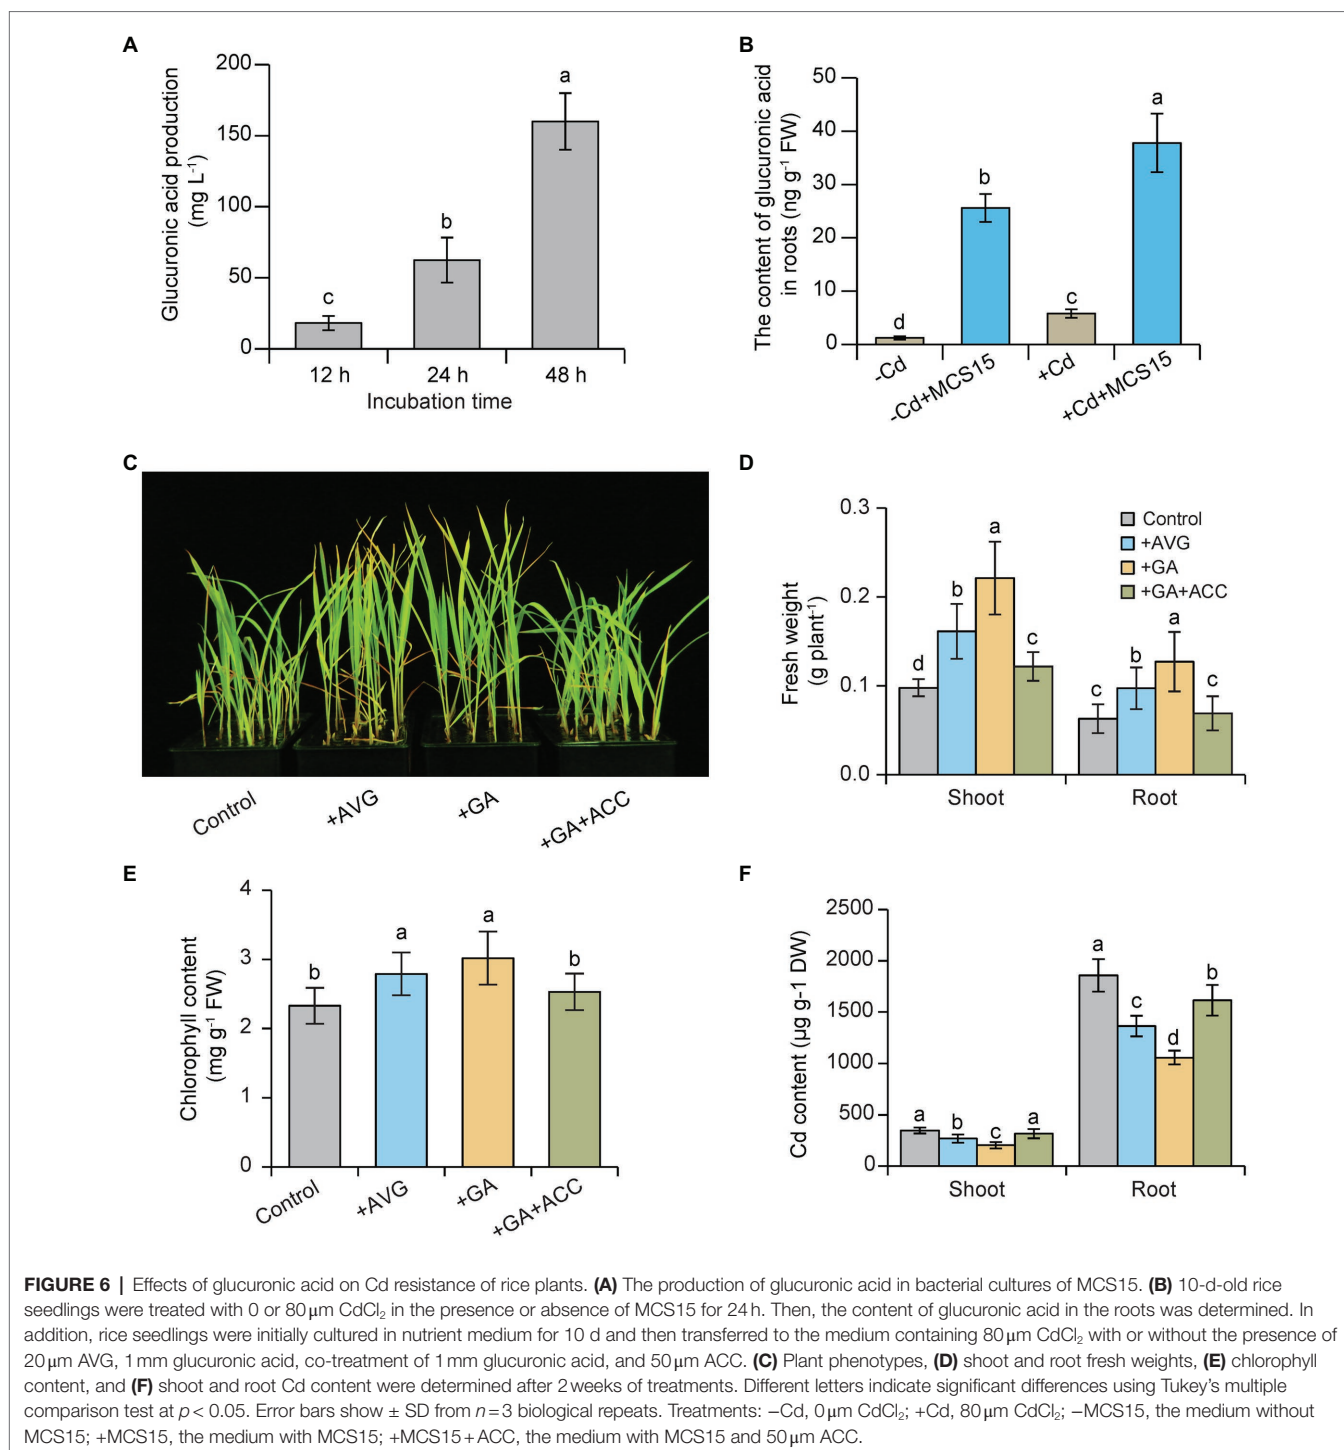 A
200
150
100
50
0
Glucuronic acid production
(mg L⁻¹)
c
b
a
12 h
24 h
48 h
Incubation time
B
50
40
30
20
10
0
The content of glucuronic acid
in roots (ng g⁻¹ FW)
d
b
c
a
-Cd
-Cd+MCS15
+Cd
+Cd+MCS15
C
Control
+AVG
+GA
+GA+ACC
D
0.3
0.2
0.1
0.0
Fresh weight
(g plant⁻¹)
Control
+AVG
+GA
+GA+ACC
d
b
a
c
c
b
a
c
Shoot
Root
E
4
3
2
1
0
Chlorophyll content
(mg g⁻¹ FW)
b
a
a
b
Control
+AVG
+GA
+GA+ACC
F
2500
2000
1500
1000
500
0
Cd content (µg g-1 DW)
a
b
c
a
a
c
d
b
Shoot
Root
FIGURE 6 | Effects of glucuronic acid on Cd resistance of rice plants. (A) The production of glucuronic acid in bacterial cultures of MCS15. (B) 10-d-old rice
seedlings were treated with 0 or 80 µm CdCl₂ in the presence or absence of MCS15 for 24 h. Then, the content of glucuronic acid in the roots was determined. In
addition, rice seedlings were initially cultured in nutrient medium for 10 d and then transferred to the medium containing 80 µm CdCl₂ with or without the presence of
20 µm AVG, 1 mm glucuronic acid, co-treatment of 1 mm glucuronic acid, and 50 µm ACC. (C) Plant phenotypes, (D) shoot and root fresh weights, (E) chlorophyll
content, and (F) shoot and root Cd content were determined after 2 weeks of treatments. Different letters indicate significant differences using Tukey's multiple
comparison test at p < 0.05. Error bars show ± SD from n = 3 biological repeats. Treatments: −Cd, 0 µm CdCl₂; +Cd, 80 µm CdCl₂; −MCS15, the medium without
MCS15; +MCS15, the medium with MCS15; +MCS15 + ACC, the medium with MCS15 and 50 µm ACC.